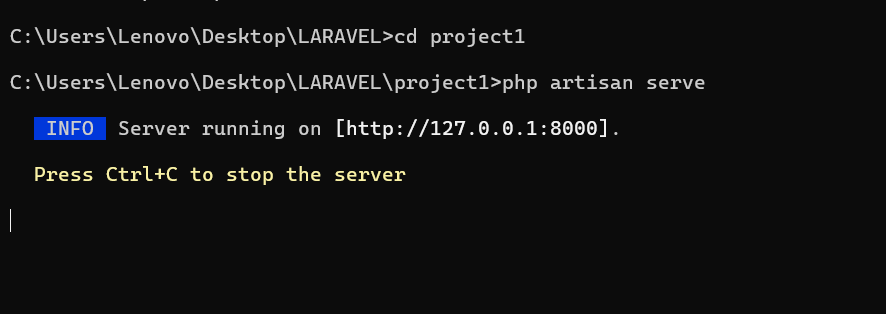 C:\Users\Lenovo\Desktop\LARAVEL>cd project1
C:\Users\Lenovo\Desktop\LARAVEL\project1>php artisan serve
INFO Server running on [http://127.0.0.1:8000].
Press Ctrl+C to stop the server